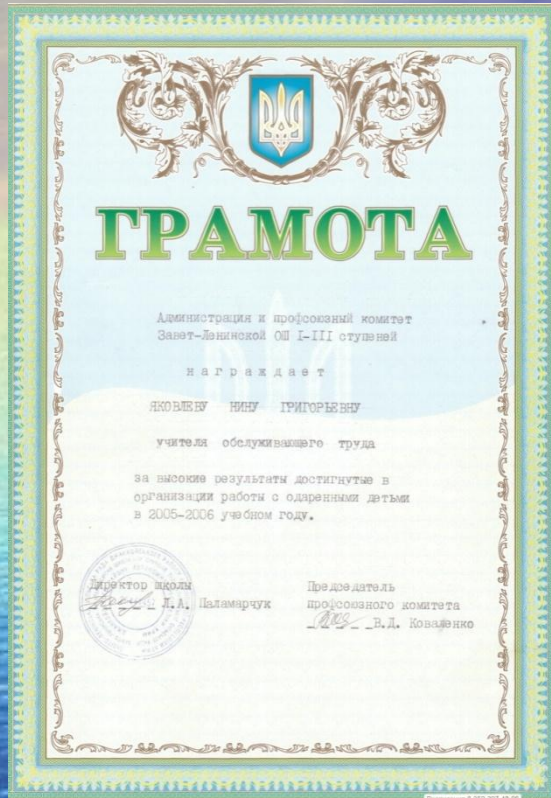 ГРАМОТА
Администрация и профсоюзный комитет
Завет-Ленинской ОШ I-III ступеней
награждает
ЯКОВЛЕВУ НИНУ ГРИГОРЬЕВНУ
учителя обслуживающего труда
за высокие результаты достигнутые в
организации работы с одаренными детьми
в 2005-2006 учебном году.
Директор школы
Л.А. Паламарчук
Председатель
профсоюзного комитета
В.Д. Коваленко